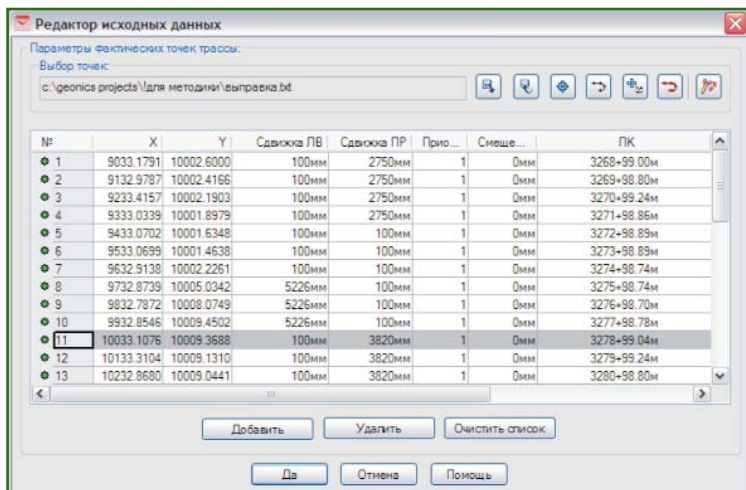 Редактор исходных данных
Параметры фактических точек трассы:
Выбор точек:
c:\geonics projects\!для методики\выправка.txt
№ X Y Сдвижка ЛВ Сдвижка ПР Прио... Смеще... ПК
1 9033.1791 10002.6000 100мм 2750мм 1 0мм 3268+99.00м
2 9132.9787 10002.4166 100мм 2750мм 1 0мм 3269+98.80м
3 9233.4157 10002.1903 100мм 2750мм 1 0мм 3270+99.24м
4 9333.0339 10001.8979 100мм 2750мм 1 0мм 3271+98.86м
5 9433.0702 10001.6348 100мм 100мм 1 0мм 3272+98.89м
6 9533.0699 10001.4638 100мм 100мм 1 0мм 3273+98.89м
7 9632.9138 10002.2261 100мм 100мм 1 0мм 3274+98.74м
8 9732.8739 10005.0342 5226мм 100мм 1 0мм 3275+98.74м
9 9832.7872 10008.0749 5226мм 100мм 1 0мм 3276+98.70м
10 9932.8546 10009.4502 5226мм 100мм 1 0мм 3277+98.78м
11 10033.1076 10009.3688 100мм 3820мм 1 0мм 3278+99.04м
12 10133.3104 10009.1310 100мм 3820мм 1 0мм 3279+99.24м
13 10232.8680 10009.0441 100мм 3820мм 1 0мм 3280+98.80м
Добавить Удалить Очистить список
Да Отмена Помощь